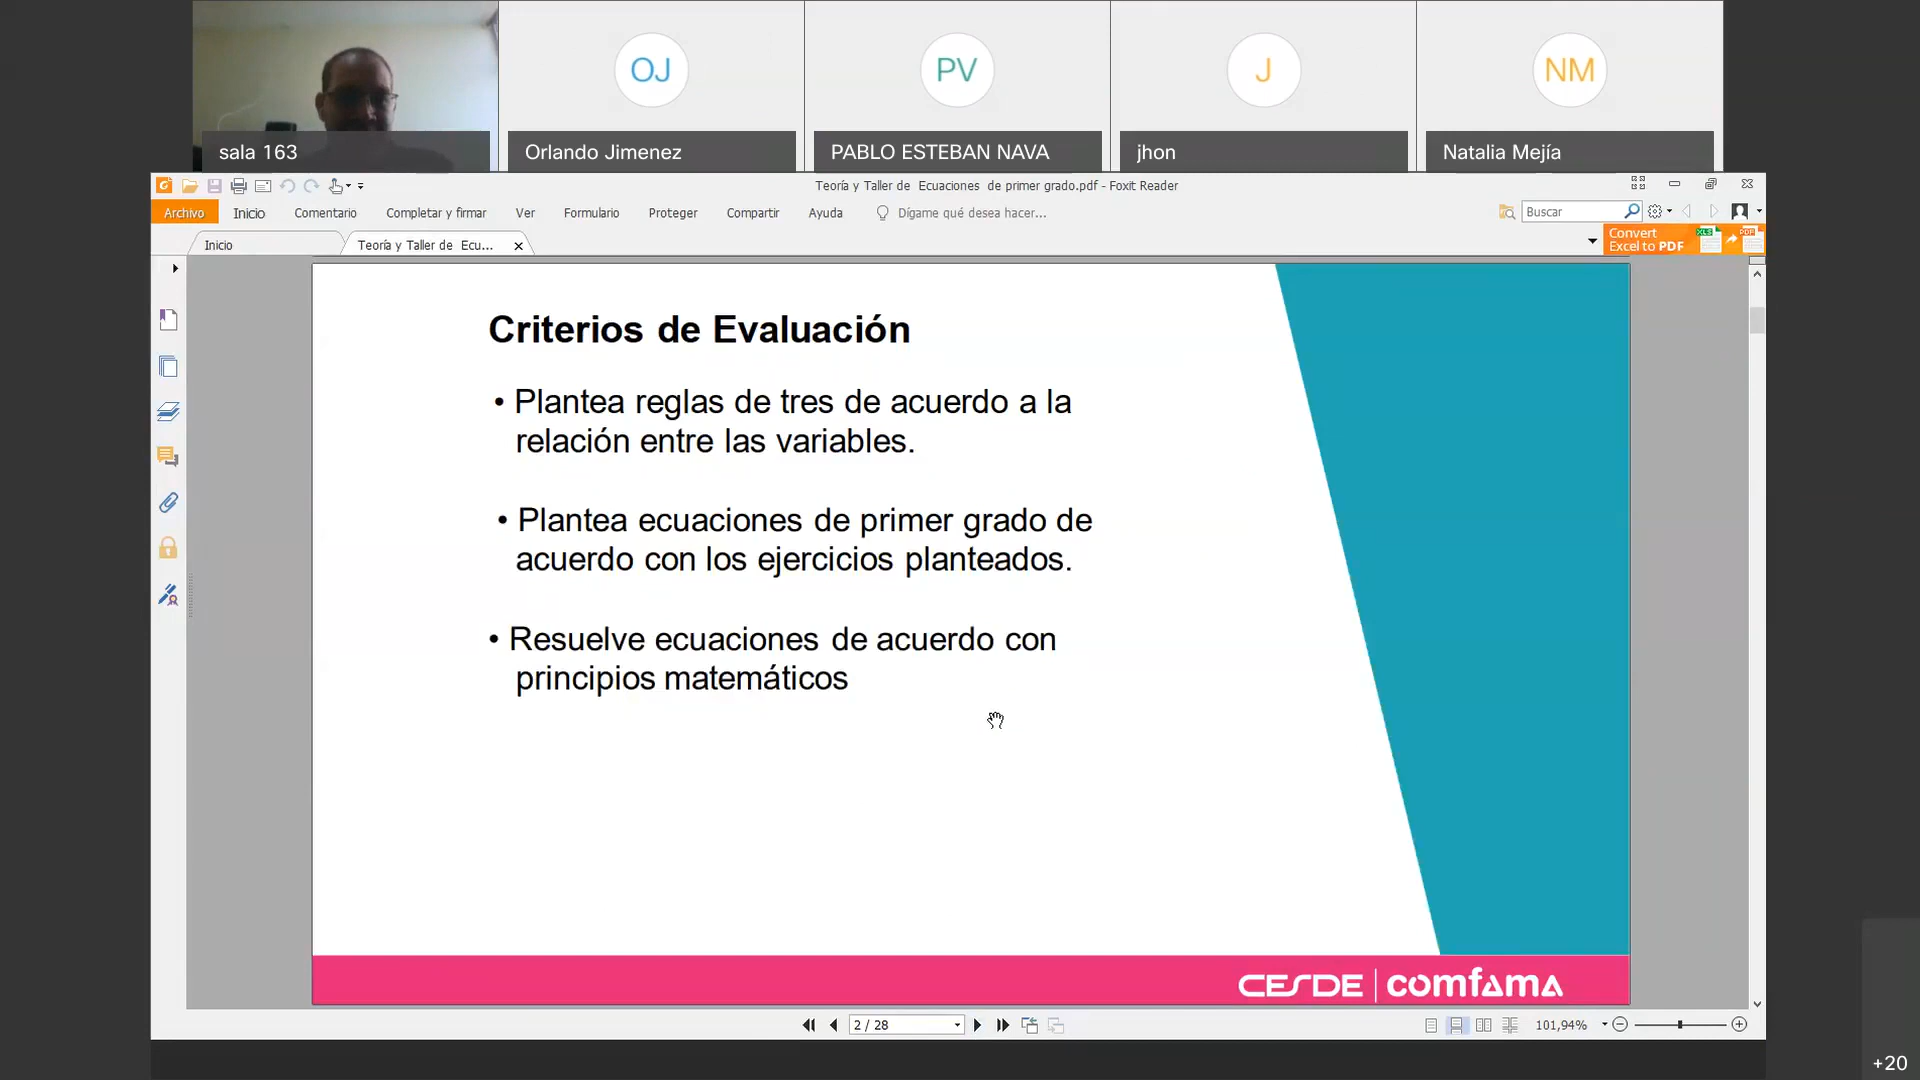 OJ
PV
J
NM
sala 163
Orlando Jimenez
PABLO ESTEBAN NAVA
jhon
Natalia Mejía
Teoría y Taller de Ecuaciones de primer grado.pdf - Foxit Reader
Archivo
Inicio
Comentario
Completar y firmar
Ver
Formulario
Proteger
Compartir
Ayuda
Dígame qué desea hacer...
Buscar
Inicio
Teoría y Taller de Ecu...
Convert
Excel to PDF
XLS
PDF
Criterios de Evaluación
• Plantea reglas de tres de acuerdo a la
relación entre las variables.
• Plantea ecuaciones de primer grado de
acuerdo con los ejercicios planteados.
• Resuelve ecuaciones de acuerdo con
principios matemáticos
CESDE | comfama
2 / 28
101,94%
+20